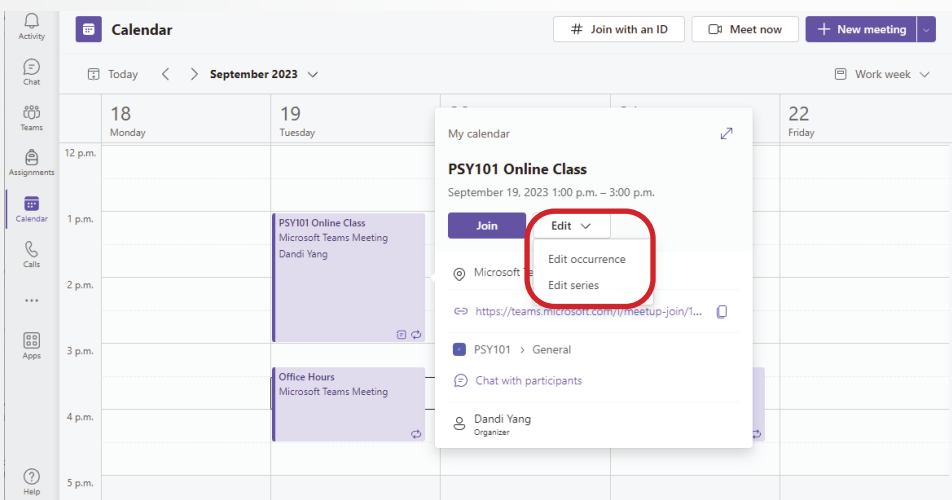 Activity
Chat
Teams
Assignments
Calendar
Calls
Apps
Help
Calendar
# Join with an ID
Meet now
New meeting
Today
September 2023
Work week
18
Monday
19
Tuesday
22
Friday
12 p.m.
1 p.m.
2 p.m.
3 p.m.
4 p.m.
5 p.m.
PSY101 Online Class
Microsoft Teams Meeting
Dandi Yang
Office Hours
Microsoft Teams Meeting
My calendar
PSY101 Online Class
September 19, 2023 1:00 p.m. – 3:00 p.m.
Join
Edit
Edit occurrence
Edit series
Microsoft Te
https://teams.microsoft.com/l/meetup-join/1...
PSY101 > General
Chat with participants
Dandi Yang
Organizer